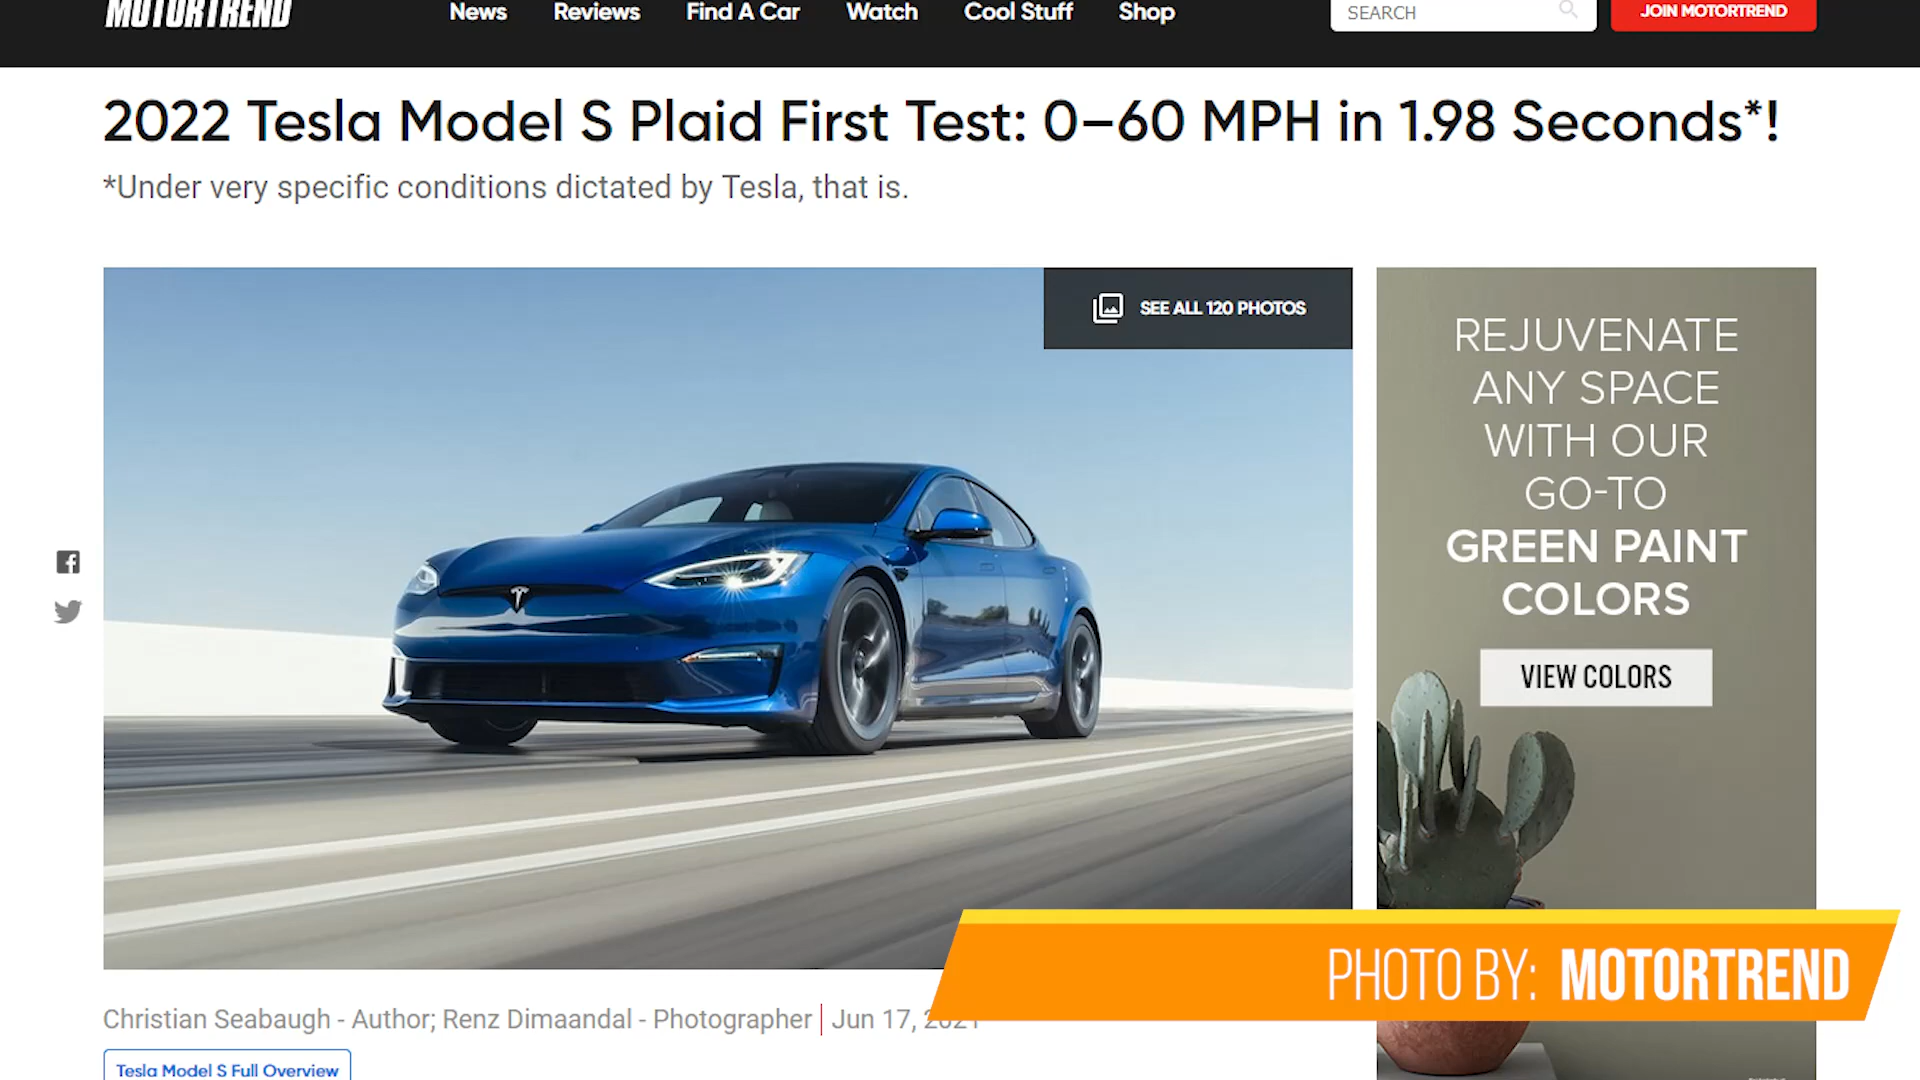 MOTORTREND
News Reviews Find A Car Watch Cool Stuff Shop
SEARCH
JOIN MOTORTREND
2022 Tesla Model S Plaid First Test: 0–60 MPH in 1.98 Seconds*!
*Under very specific conditions dictated by Tesla, that is.
SEE ALL 120 PHOTOS
REJUVENATE
ANY SPACE
WITH OUR
GO-TO
GREEN PAINT
COLORS
VIEW COLORS
PHOTO BY: MOTORTREND
Christian Seabaugh - Author; Renz Dimaandal - Photographer | Jun 17, 2021
Tesla Model S Full Overview